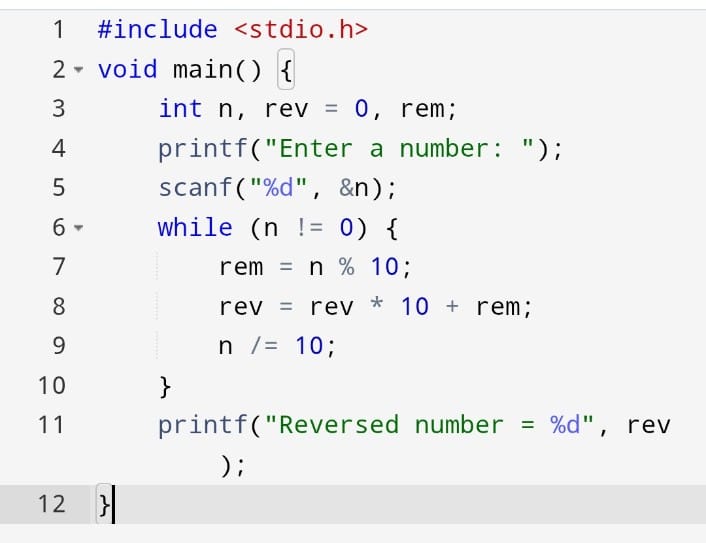 1 #include <stdio.h>
2 void main() {
3     int n, rev = 0, rem;
4     printf("Enter a number: ");
5     scanf("%d", &n);
6     while (n != 0) {
7         rem = n % 10;
8         rev = rev * 10 + rem;
9         n /= 10;
10     }
11     printf("Reversed number = %d", rev
        );
12 }